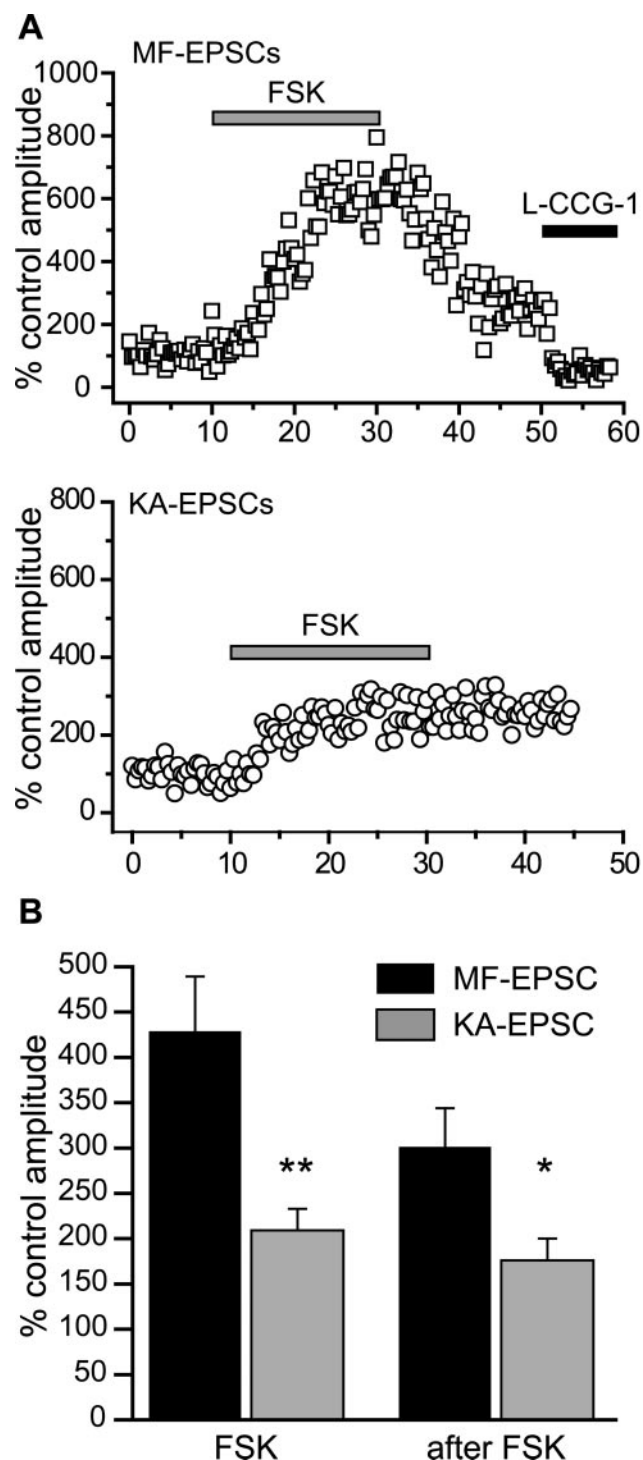 A
MF-EPSCs
1000
800
600
400
200
0
% control amplitude
FSK
L-CCG-1
0 10 20 30 40 50 60
KA-EPSCs
800
600
400
200
0
% control amplitude
FSK
0 10 20 30 40 50
B
500
450
400
350
300
250
200
150
100
50
0
% control amplitude
MF-EPSC
KA-EPSC
** *
FSK after FSK